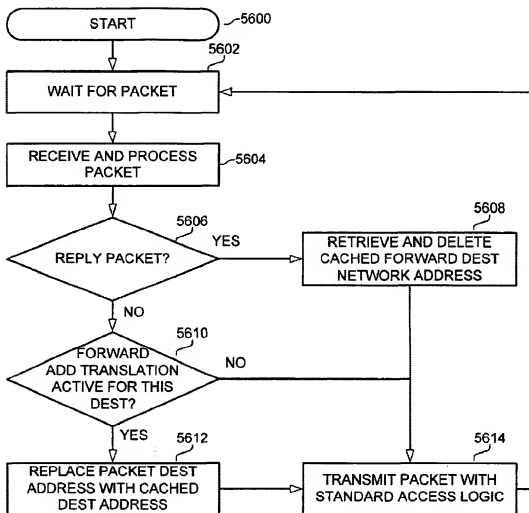 START
5600
5602
WAIT FOR PACKET
RECEIVE AND PROCESS
PACKET
5604
5606
REPLY PACKET?
YES
5608
RETRIEVE AND DELETE
CACHED FORWARD DEST
NETWORK ADDRESS
NO
5610
FORWARD
ADD TRANSLATION
ACTIVE FOR THIS
DEST?
NO
YES
5612
REPLACE PACKET DEST
ADDRESS WITH CACHED
DEST ADDRESS
5614
TRANSMIT PACKET WITH
STANDARD ACCESS LOGIC